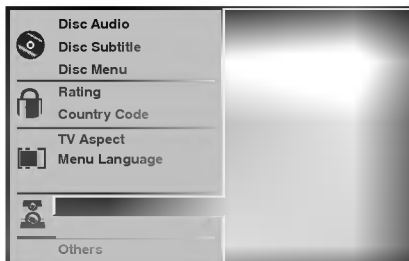 Disc Audio
Disc Subtitle
Disc Menu
Rating
Country Code
TV Aspect
Menu Language
Others